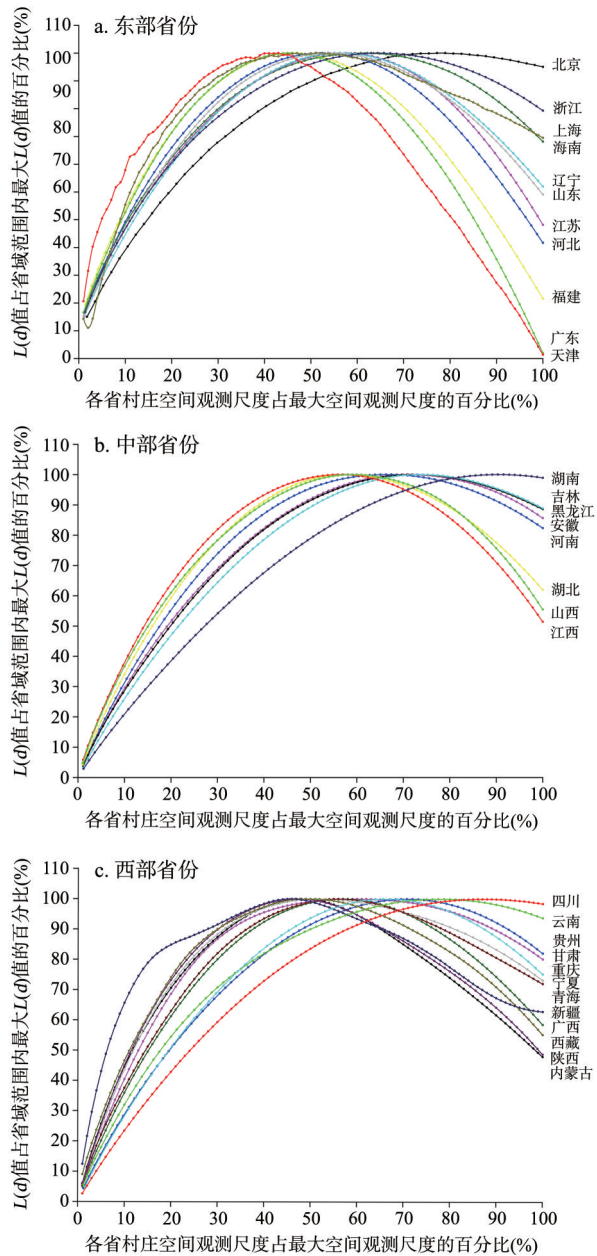 a. 东部省份
L(d)值占省域范围内最大L(d)值的百分比(%)
110
100
90
80
70
60
50
40
30
20
10
0
0 10 20 30 40 50 60 70 80 90 100
各省村庄空间观测尺度占最大空间观测尺度的百分比(%)
北京
浙江
上海
海南
辽宁
山东
江苏
河北
福建
广东
天津
b. 中部省份
L(d)值占省域范围内最大L(d)值的百分比(%)
110
100
90
80
70
60
50
40
30
20
10
0
0 10 20 30 40 50 60 70 80 90 100
各省村庄空间观测尺度占最大空间观测尺度的百分比(%)
湖南
吉林
黑龙江
安徽
河南
湖北
山西
江西
c. 西部省份
L(d)值占省域范围内最大L(d)值的百分比(%)
110
100
90
80
70
60
50
40
30
20
10
0
0 10 20 30 40 50 60 70 80 90 100
各省村庄空间观测尺度占最大空间观测尺度的百分比(%)
四川
云南
贵州
甘肃
重庆
宁夏
青海
新疆
广西
西藏
陕西
内蒙古